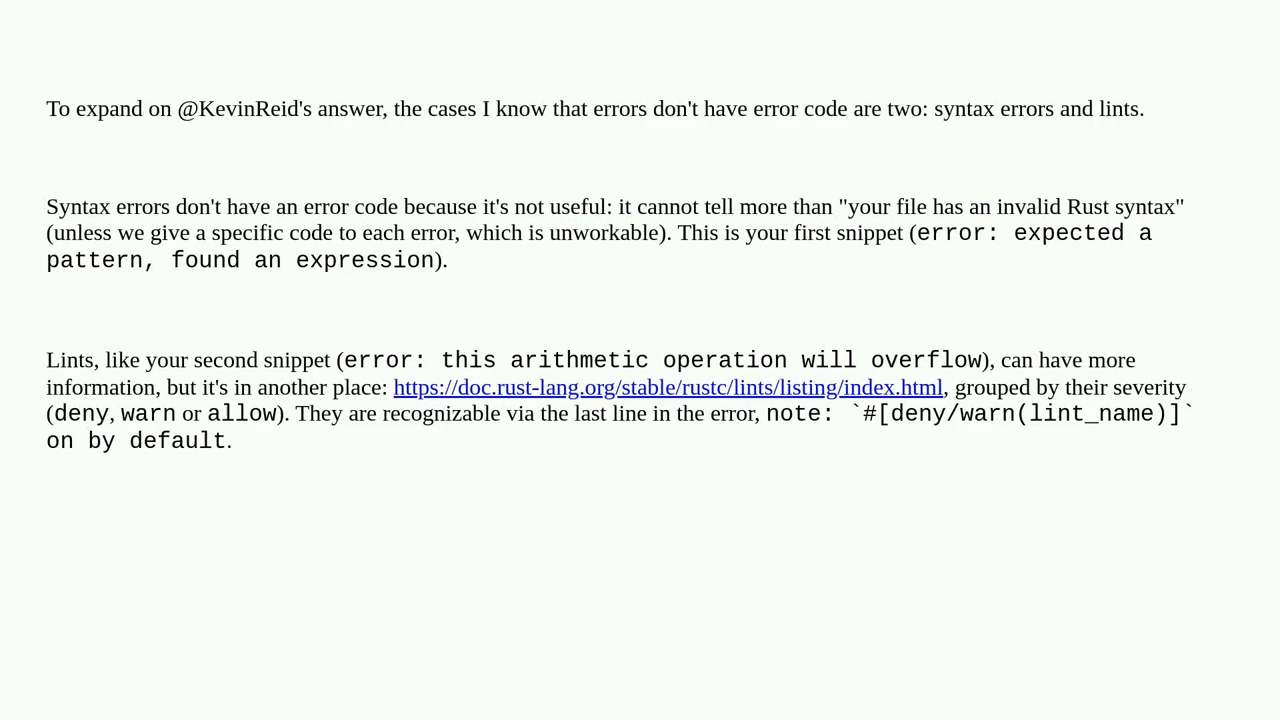 To expand on @KevinReid's answer, the cases I know that errors don't have error code are two: syntax errors and lints.
Syntax errors don't have an error code because it's not useful: it cannot tell more than "your file has an invalid Rust syntax"
(unless we give a specific code to each error, which is unworkable). This is your first snippet (error: expected a
pattern, found an expression).
Lints, like your second snippet (error: this arithmetic operation will overflow), can have more
information, but it's in another place: https://doc.rust-lang.org/stable/rustc/lints/listing/index.html, grouped by their severity
(deny, warn or allow). They are recognizable via the last line in the error, note: `#[deny/warn(lint_name)]`
on by default.